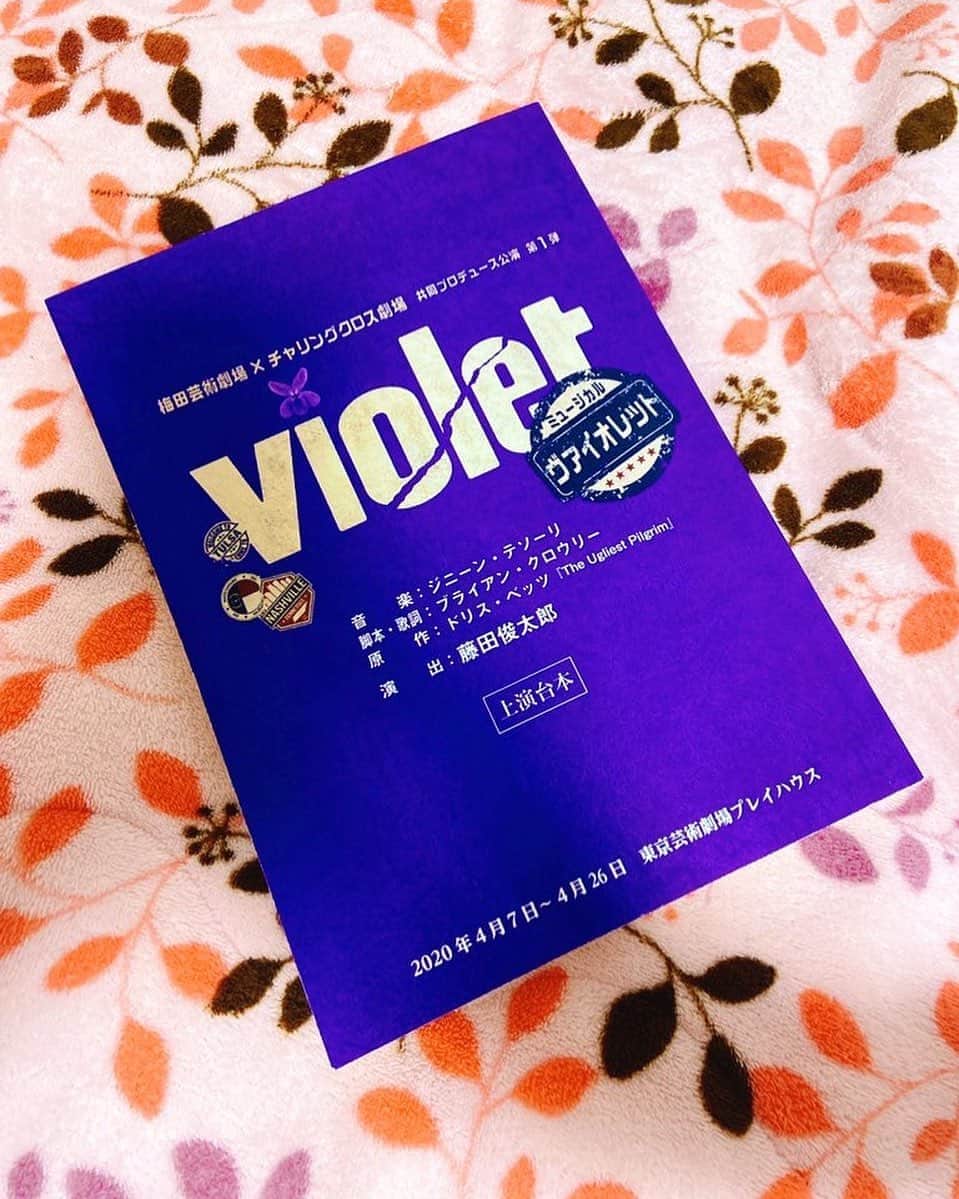 梅田芸術劇場×チャリングクロス劇場 共同プロデュース公演 第1弾
violet
ミュージカル
ヴァイオレット
TULSA
NASHVILLE
音楽：ジニーン・テソーリ
脚本・歌詞：ブライアン・クロウリー
原作：ドリス・ベッツ『The Ugliest Pilgrim』
演出：藤田俊太郎
上演台本
2020年4月7日～4月26日 東京芸術劇場プレイハウス